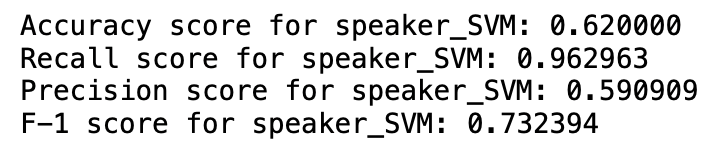 Accuracy score for speaker_SVM: 0.620000
Recall score for speaker_SVM: 0.962963
Precision score for speaker_SVM: 0.590909
F-1 score for speaker_SVM: 0.732394